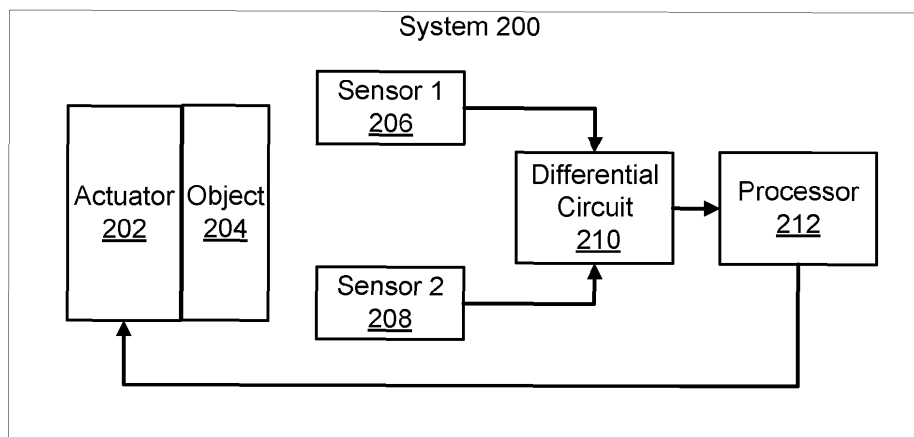 System 200
Sensor 1
206
Actuator
202
Object
204
Differential
Circuit
210
Processor
212
Sensor 2
208